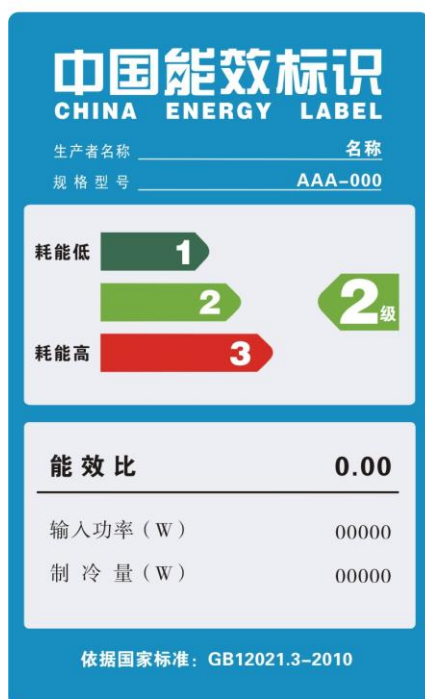 中国能效标识
CHINA ENERGY LABEL
生产者名称 名称
规格型号 AAA-000
耗能低 1
2 2级
耗能高 3
能效比 0.00
输入功率（W） 00000
制冷量（W） 00000
依据国家标准：GB12021.3-2010